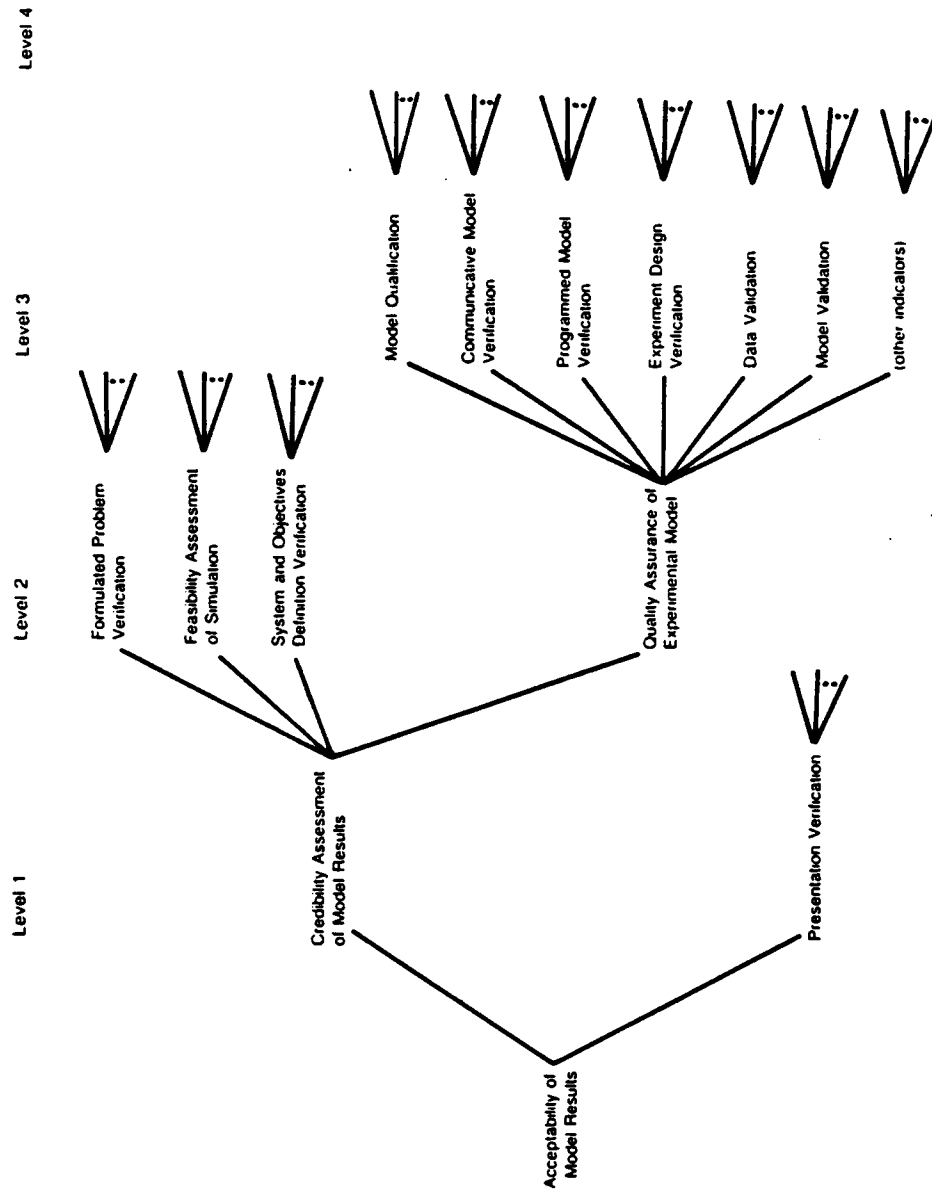 Level 1
Level 2
Level 3
Level 4
Formulated Problem
Verification
Feasibility Assessment
of Simulation
System and Objectives
Definition Verification
Credibility Assessment
of Model Results
Model Qualification
Communicative Model
Verification
Programmed Model
Verification
Acceptability of
Model Results
Quality Assurance of
Experimental Model
Experiment Design
Verification
Data Validation
Presentation Verification
Model Validation
(other indicators)